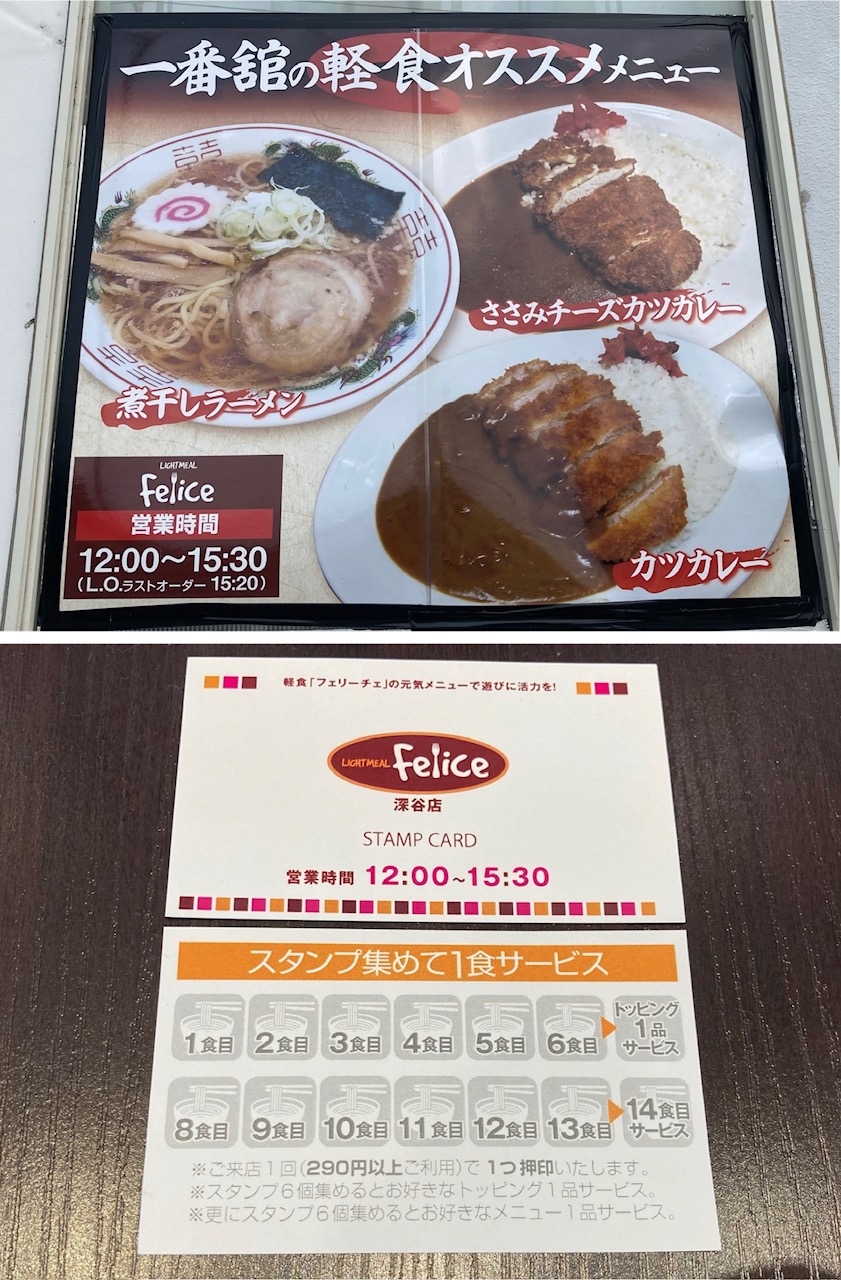 一番舘の軽食オススメメニュー
ささみチーズカツカレー
煮干しラーメン
カツカレー
LIGHTMEAL
Felice
営業時間
12:00〜15:30
(L.O.ラストオーダー 15:20)
軽食「フェリーチェ」の元気メニューで遊びに活力を!
LIGHTMEAL Felice
深谷店
STAMP CARD
営業時間 12:00〜15:30
スタンプ集めて1食サービス
1食目 2食目 3食目 4食目 5食目 6食目 トッピング1品サービス
8食目 9食目 10食目 11食目 12食目 13食目 14食目サービス
※ご来店1回(290円以上ご利用)で1つ押印いたします。
※スタンプ6個集めるとお好きなトッピング1品サービス。
※更にスタンプ6個集めるとお好きなメニュー1品サービス。